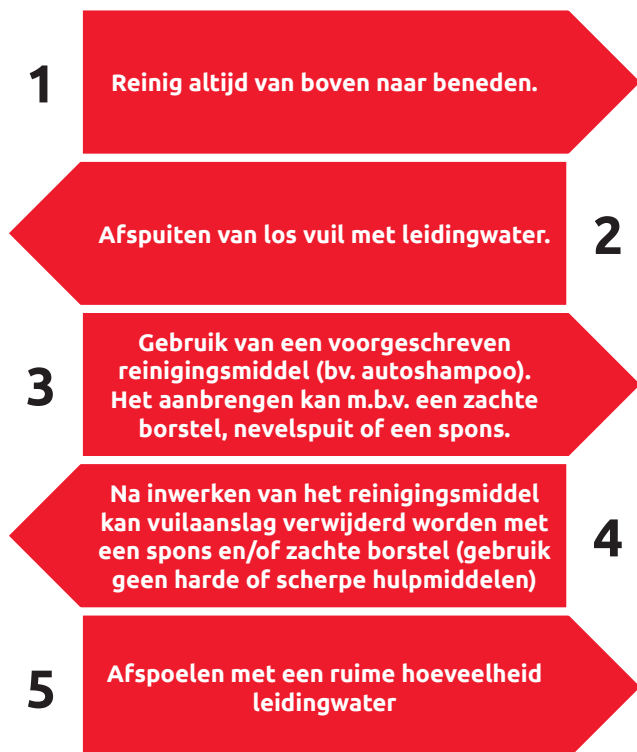 1
Reinig altijd van boven naar beneden.
Afspuiten van los vuil met leidingwater.
2
3
Gebruik van een voorgeschreven
reinigingsmiddel (bv. autoshampoo).
Het aanbrengen kan m.b.v. een zachte
borstel, nevelspuit of een spons.
Na inwerken van het reinigingsmiddel
kan vuilaanslag verwijderd worden met
een spons en/of zachte borstel (gebruik
geen harde of scherpe hulpmiddelen)
4
5
Afspoelen met een ruime hoeveelheid
leidingwater